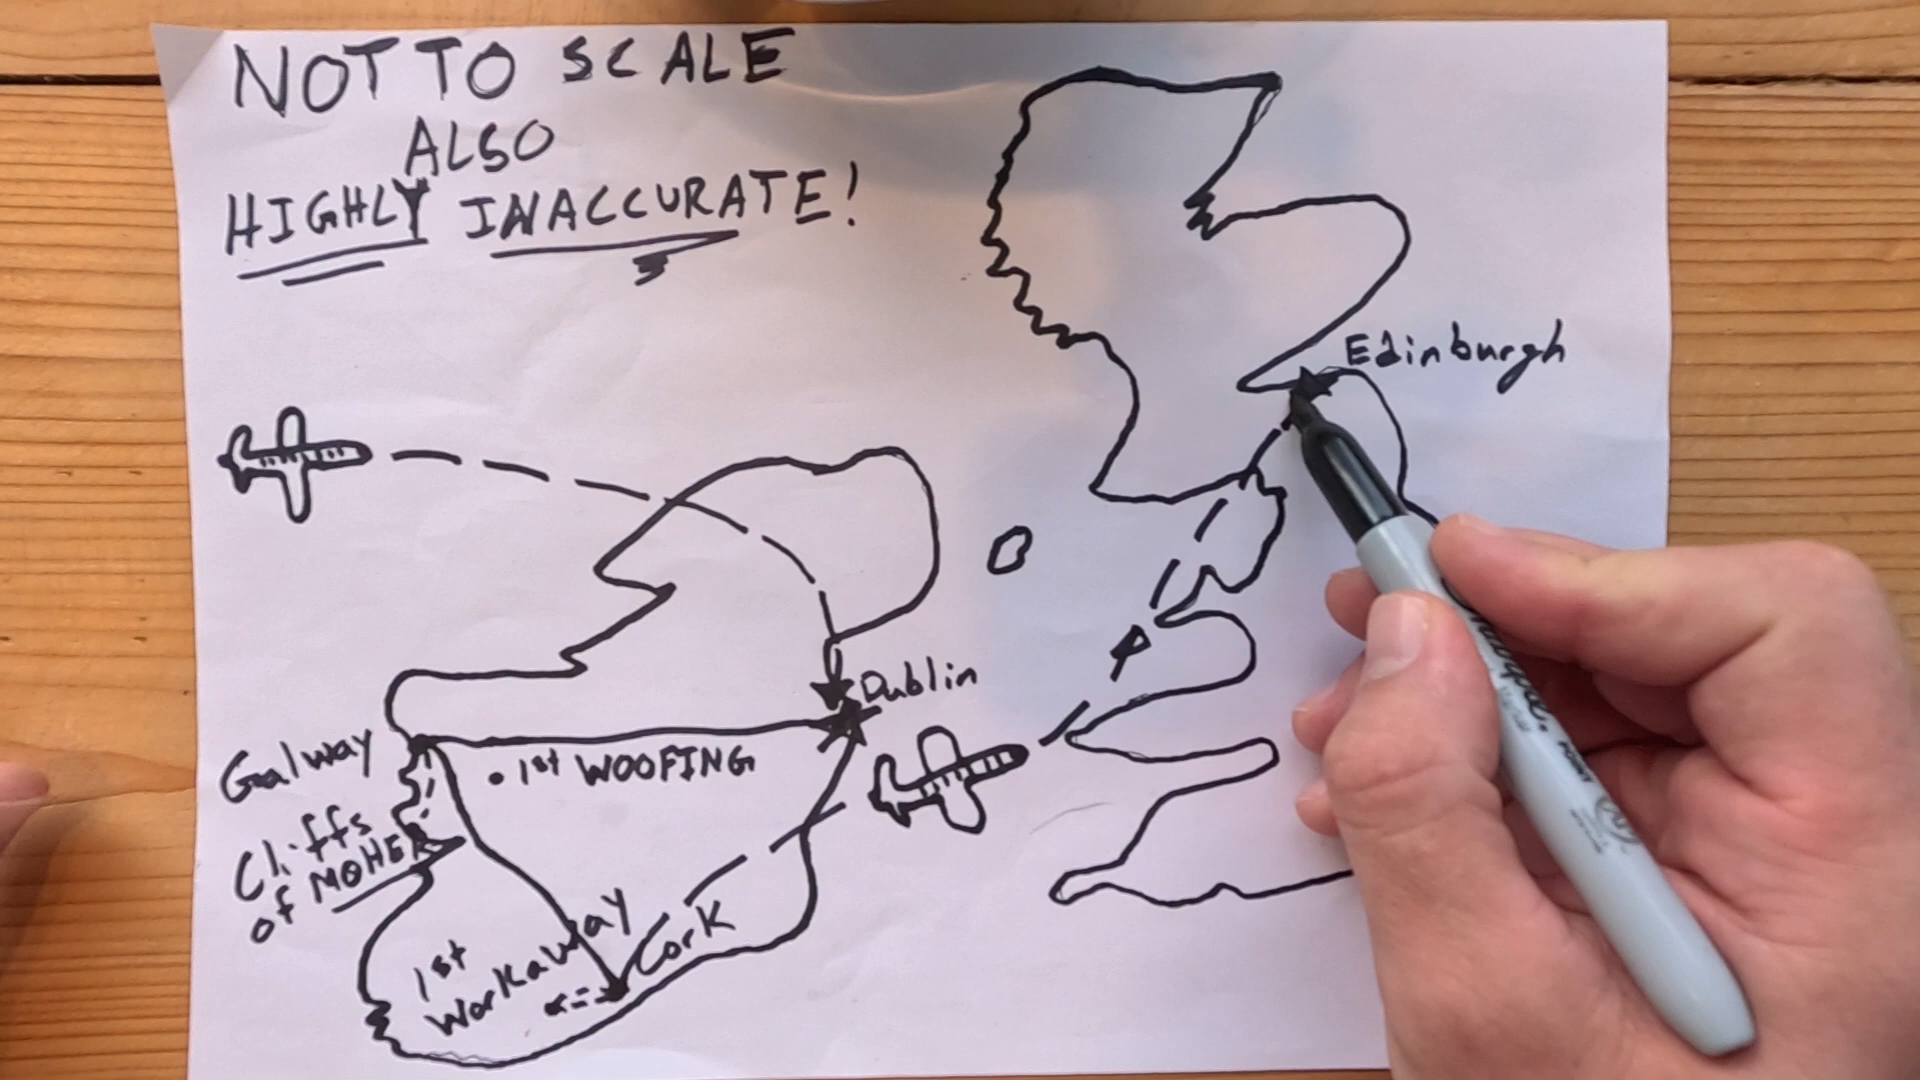 NOT TO SCALE
ALSO
HIGHLY INACCURATE!
Edinburgh
Dublin
Galway
• 1st WOOFING
Cliffs
of MOHER
1st
Workaway
Cork